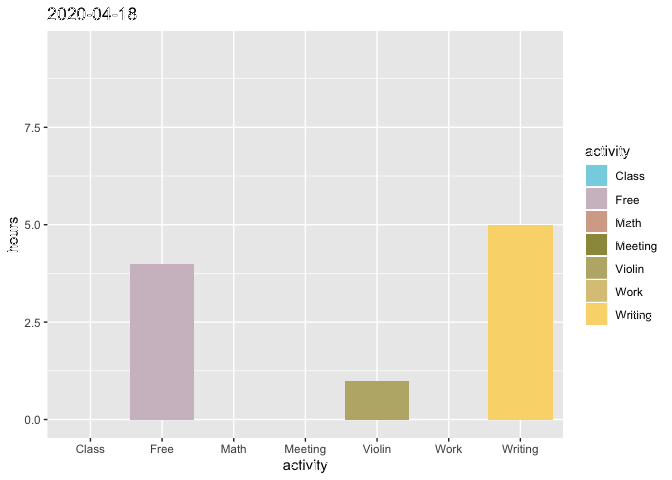 2020-04-18
7.5
5.0
2.5
0.0
hours
Class Free Math Meeting Violin Work Writing
activity
activity
Class
Free
Math
Meeting
Violin
Work
Writing